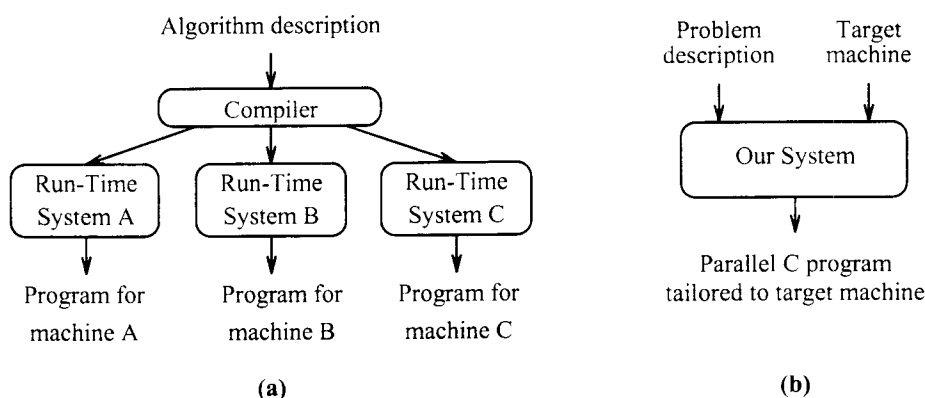 Algorithm description
Compiler
Run-Time
System A
Run-Time
System B
Run-Time
System C
Program for
machine A
Program for
machine B
Program for
machine C
(a)
Problem
description
Target
machine
Our System
Parallel C program
tailored to target machine
(b)